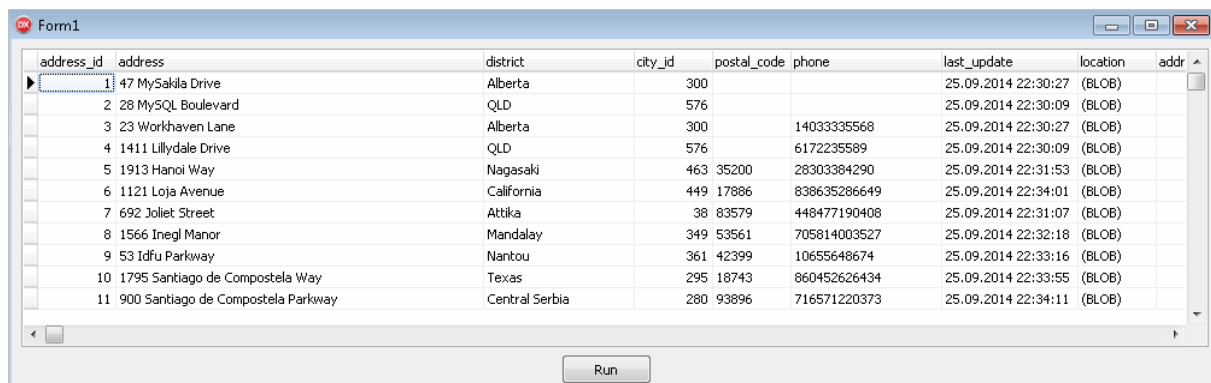 DX Form1
address_id address district city_id postal_code phone last_update location addr
1 47 MySakila Drive Alberta 300 25.09.2014 22:30:27 (BLOB)
2 28 MySQL Boulevard QLD 576 25.09.2014 22:30:09 (BLOB)
3 23 Workhaven Lane Alberta 300 14033335568 25.09.2014 22:30:27 (BLOB)
4 1411 Lillydale Drive QLD 576 6172235589 25.09.2014 22:30:09 (BLOB)
5 1913 Hanoi Way Nagasaki 463 35200 28303384290 25.09.2014 22:31:53 (BLOB)
6 1121 Loja Avenue California 449 17886 838635286649 25.09.2014 22:34:01 (BLOB)
7 692 Joliet Street Attika 38 83579 448477190408 25.09.2014 22:31:07 (BLOB)
8 1566 Inegl Manor Mandalay 349 53561 705814003527 25.09.2014 22:32:18 (BLOB)
9 53 Idfu Parkway Nantou 361 42399 10655648674 25.09.2014 22:33:16 (BLOB)
10 1795 Santiago de Compostela Way Texas 295 18743 860452626434 25.09.2014 22:33:55 (BLOB)
11 900 Santiago de Compostela Parkway Central Serbia 280 93896 716571220373 25.09.2014 22:34:11 (BLOB)
Run